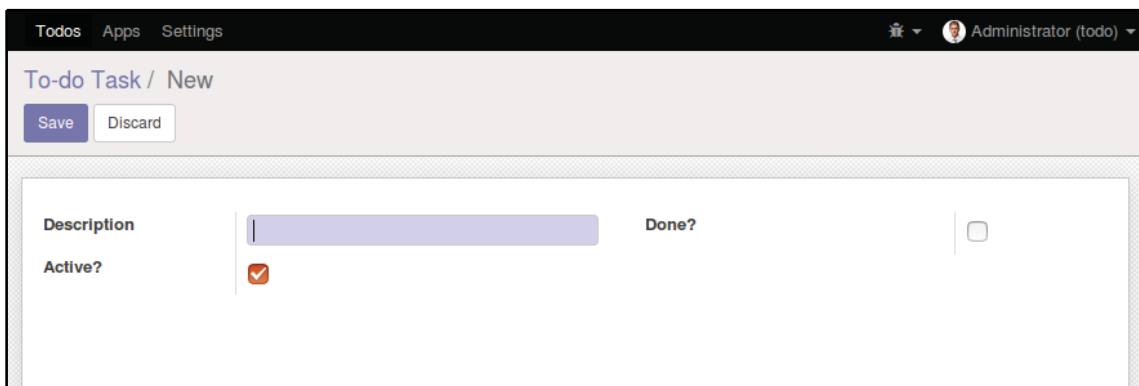 Todos Apps Settings Administrator (todo)
To-do Task / New
Save Discard
Description Done?
Active?